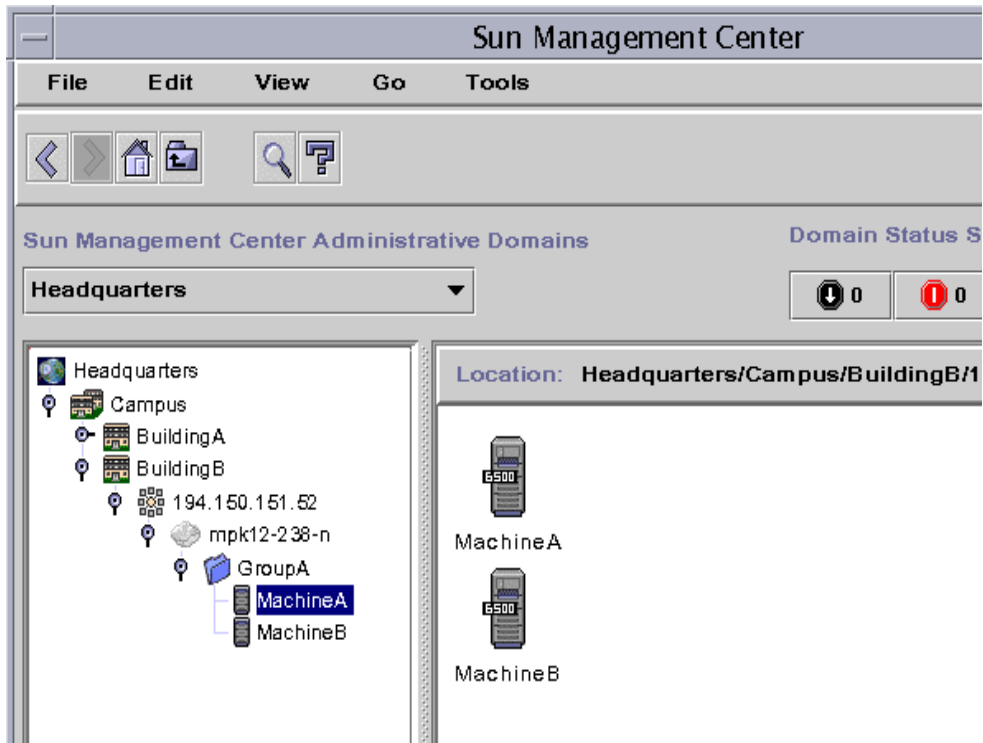 Sun Management Center
File Edit View Go Tools
Sun Management Center Administrative Domains
Domain Status S
Headquarters
0 0
Headquarters
Campus
BuildingA
BuildingB
194.150.151.52
mpk12-238-n
GroupA
MachineA
MachineB
Location: Headquarters/Campus/BuildingB/1
6500
MachineA
6500
MachineB